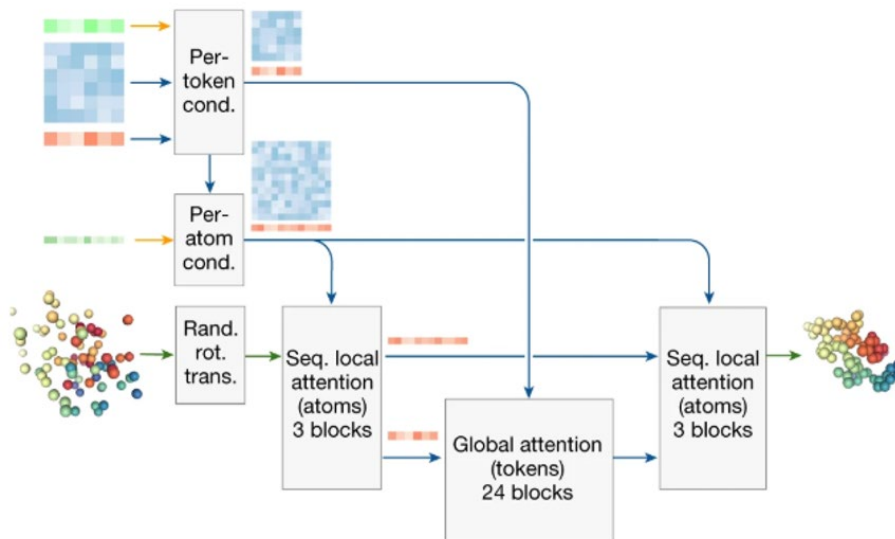 Per-
token
cond.
Per-
atom
cond.
Rand.
rot.
trans.
Seq. local
attention
(atoms)
3 blocks
Global attention
(tokens)
24 blocks
Seq. local
attention
(atoms)
3 blocks